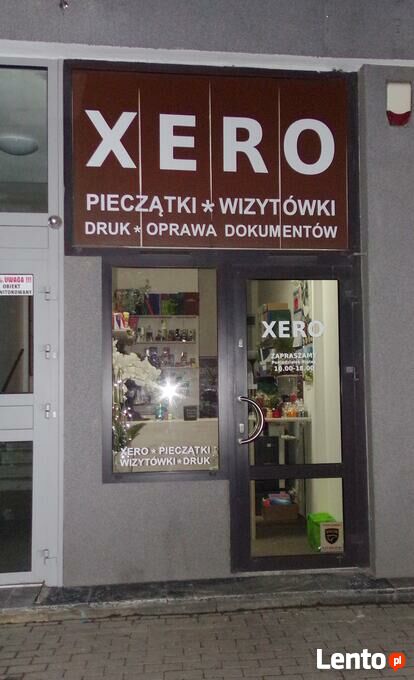 XERO
PIECZĄTKI * WIZYTÓWKI
DRUK * OPRAWA DOKUMENTÓW
UWAGA !!!
OBIEKT
MONITOROWANY
XERO
ZAPRASZAMY
10.00-18.00
XERO * PIECZĄTKI
WIZYTÓWKI * DRUK
Lento.pl